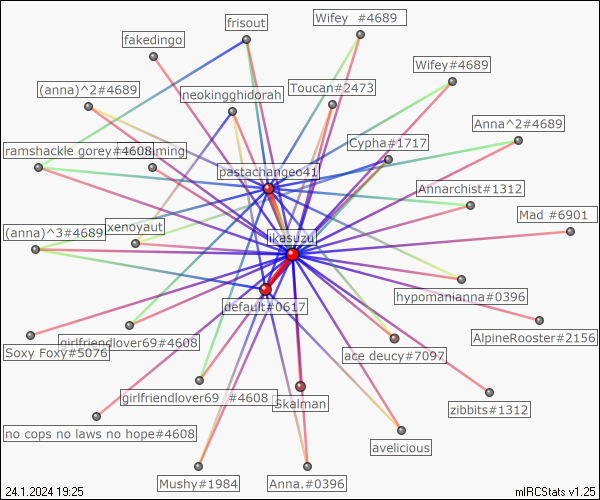 frisout
Wifey #4689
fakedingo
Wifey#4689
(anna)^2#4689
neokingghidorah
Toucan#2473
Anna^2#4689
Cypha#1717
ramshackle gorey#4608
pastachangeo41
Annarchist#1312
Mad #6901
(anna)^3#4689
xenoyaut
ikasuzu
hypomanianna#0396
default#0617
AlpineRooster#2156
Soxy Foxy#5076
girlfriendlover69#4608
ace deucy#7097
girlfriendlover69 #4608
Skalman
zibbits#1312
no cops no laws no hope#4608
avelicious
Mushy#1984
Anna.#0396
24.1.2024 19:25
mIRCStats v1.25